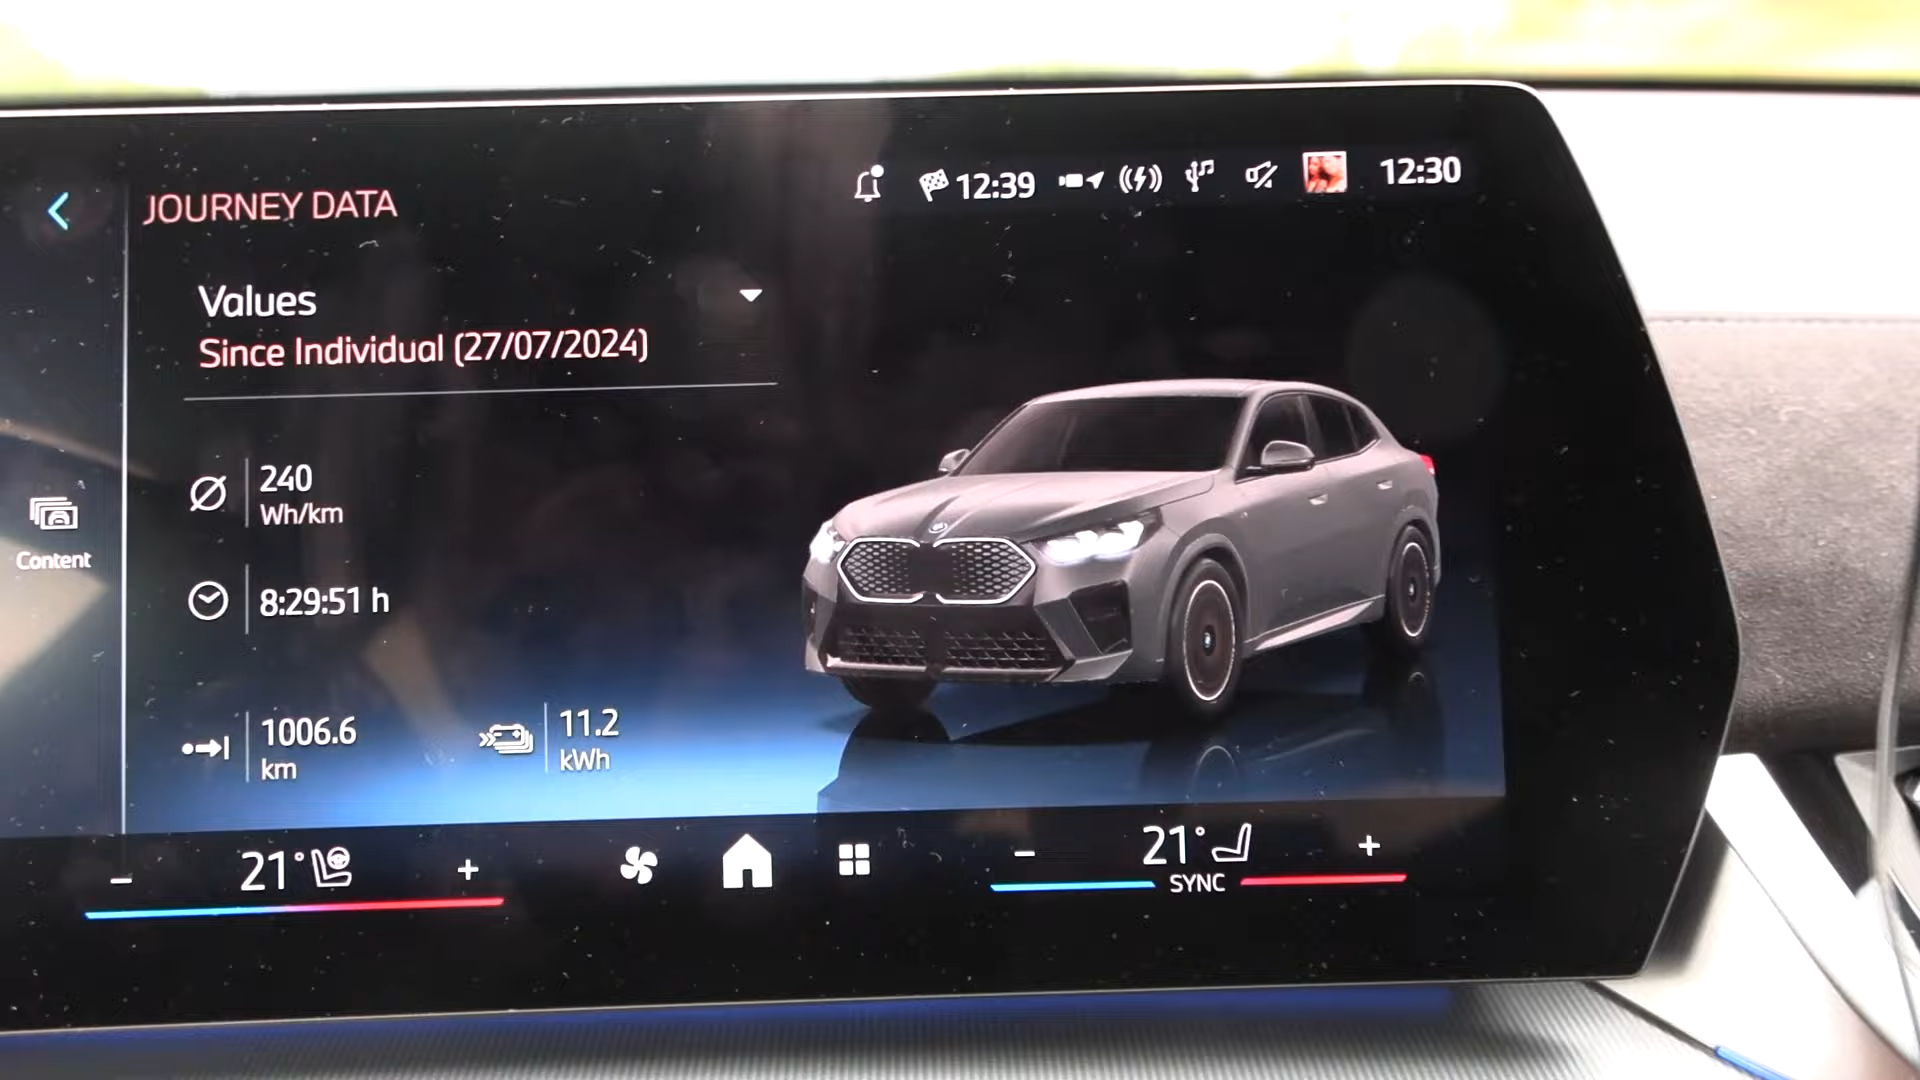 JOURNEY DATA
12:39
12:30
Values
Since Individual (27/07/2024)
240
Wh/km
Content
8:29:51 h
1006.6
km
11.2
kWh
21°
21°
SYNC